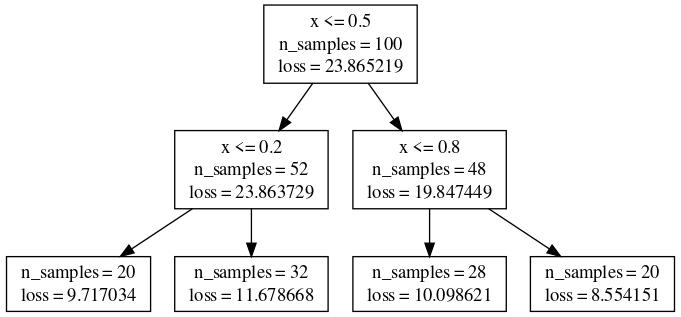 x <= 0.5
n_samples = 100
loss = 23.865219
x <= 0.2
n_samples = 52
loss = 23.863729
x <= 0.8
n_samples = 48
loss = 19.847449
n_samples = 20
loss = 9.717034
n_samples = 32
loss = 11.678668
n_samples = 28
loss = 10.098621
n_samples = 20
loss = 8.554151